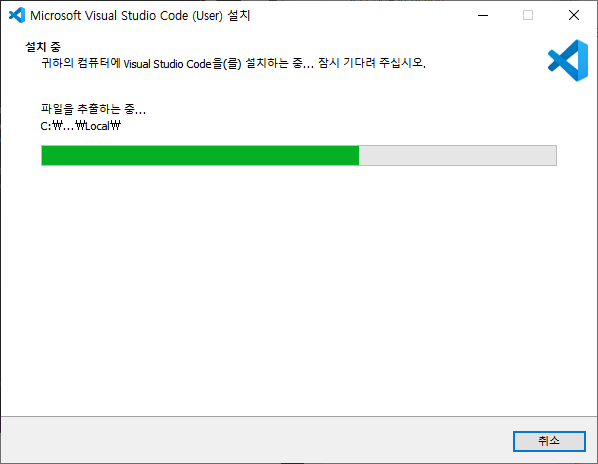 Microsoft Visual Studio Code (User) 설치
설치 중
귀하의 컴퓨터에 Visual Studio Code을(를) 설치하는 중... 잠시 기다려 주십시오.
파일을 추출하는 중...
C:₩...₩Local₩
취소